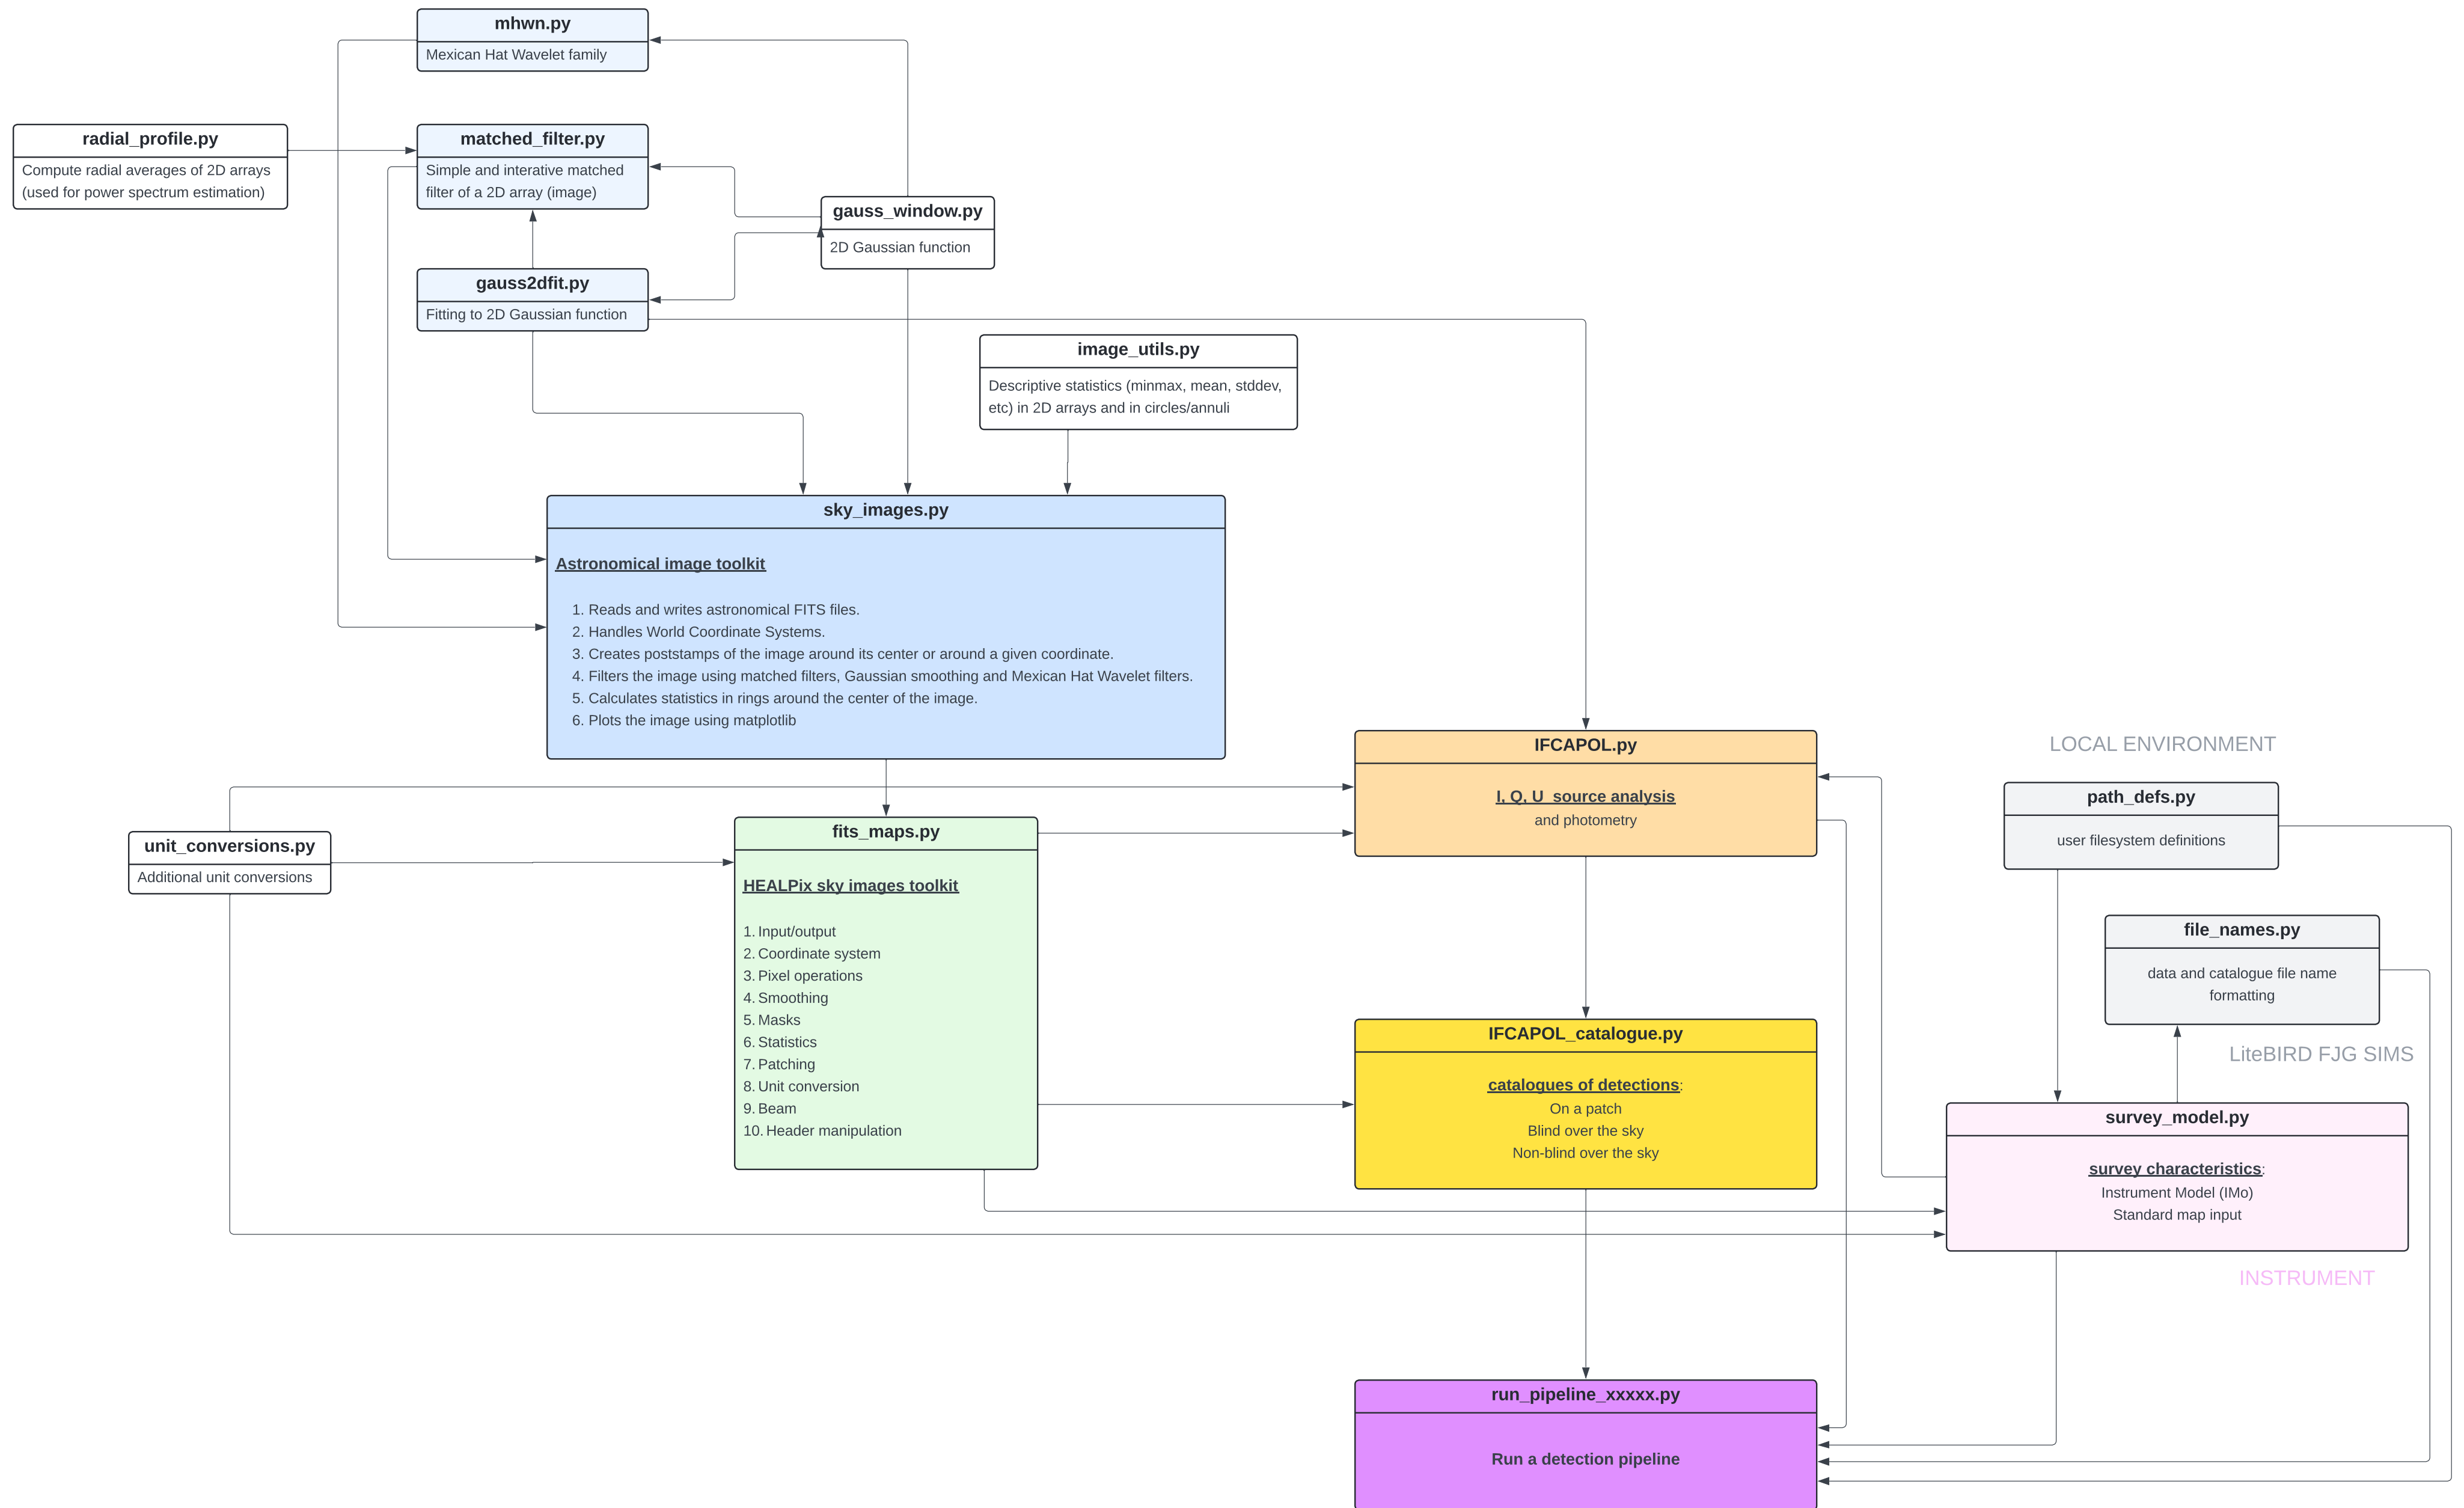 mhwn.py
Mexican Hat Wavelet family
radial_profile.py
Compute radial averages of 2D arrays
(used for power spectrum estimation)
matched_filter.py
Simple and interative matched
filter of a 2D array (image)
gauss_window.py
2D Gaussian function
gauss2dfit.py
Fitting to 2D Gaussian function
image_utils.py
Descriptive statistics (minmax, mean, stddev,
etc) in 2D arrays and in circles/annuli
sky_images.py
Astronomical image toolkit
1. Reads and writes astronomical FITS files.
2. Handles World Coordinate Systems.
3. Creates poststamps of the image around its center or around a given coordinate.
4. Filters the image using matched filters, Gaussian smoothing and Mexican Hat Wavelet filters.
5. Calculates statistics in rings around the center of the image.
6. Plots the image using matplotlib
IFCAPOL.py
I, Q, U source analysis
and photometry
LOCAL ENVIRONMENT
path_defs.py
user filesystem definitions
unit_conversions.py
Additional unit conversions
fits_maps.py
HEALPix sky images toolkit
1. Input/output
2. Coordinate system
3. Pixel operations
4. Smoothing
5. Masks
6. Statistics
7. Patching
8. Unit conversion
9. Beam
10. Header manipulation
file_names.py
data and catalogue file name
formatting
LiteBIRD FJG SIMS
IFCAPOL_catalogue.py
catalogues of detections:
On a patch
Blind over the sky
Non-blind over the sky
survey_model.py
survey characteristics:
Instrument Model (IMo)
Standard map input
INSTRUMENT
run_pipeline_xxxxx.py
Run a detection pipeline